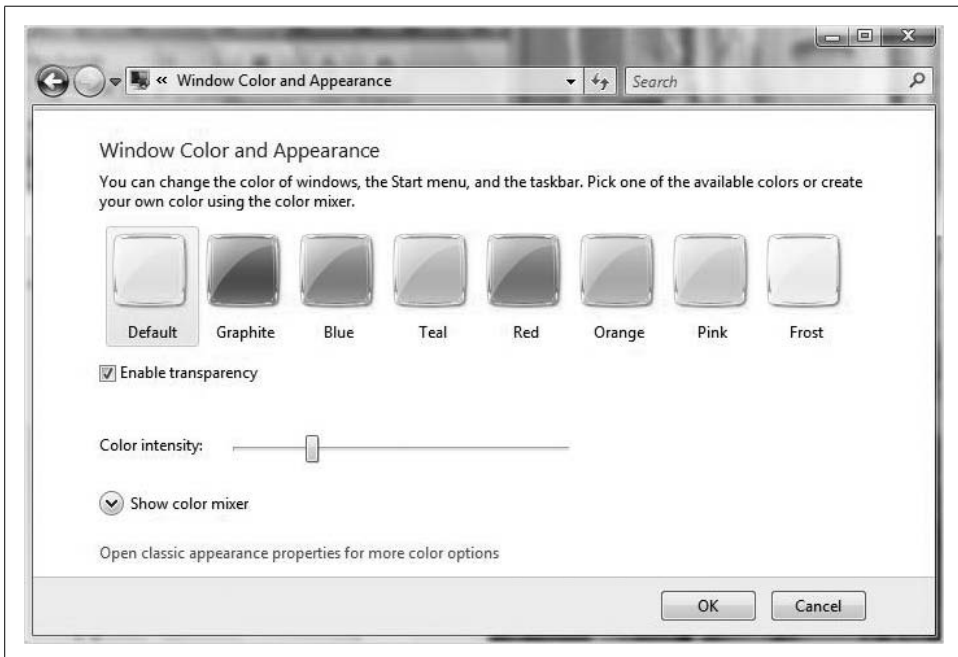 « Window Color and Appearance
Search
Window Color and Appearance
You can change the color of windows, the Start menu, and the taskbar. Pick one of the available colors or create
your own color using the color mixer.
Default Graphite Blue Teal Red Orange Pink Frost
Enable transparency
Color intensity:
Show color mixer
Open classic appearance properties for more color options
OK Cancel